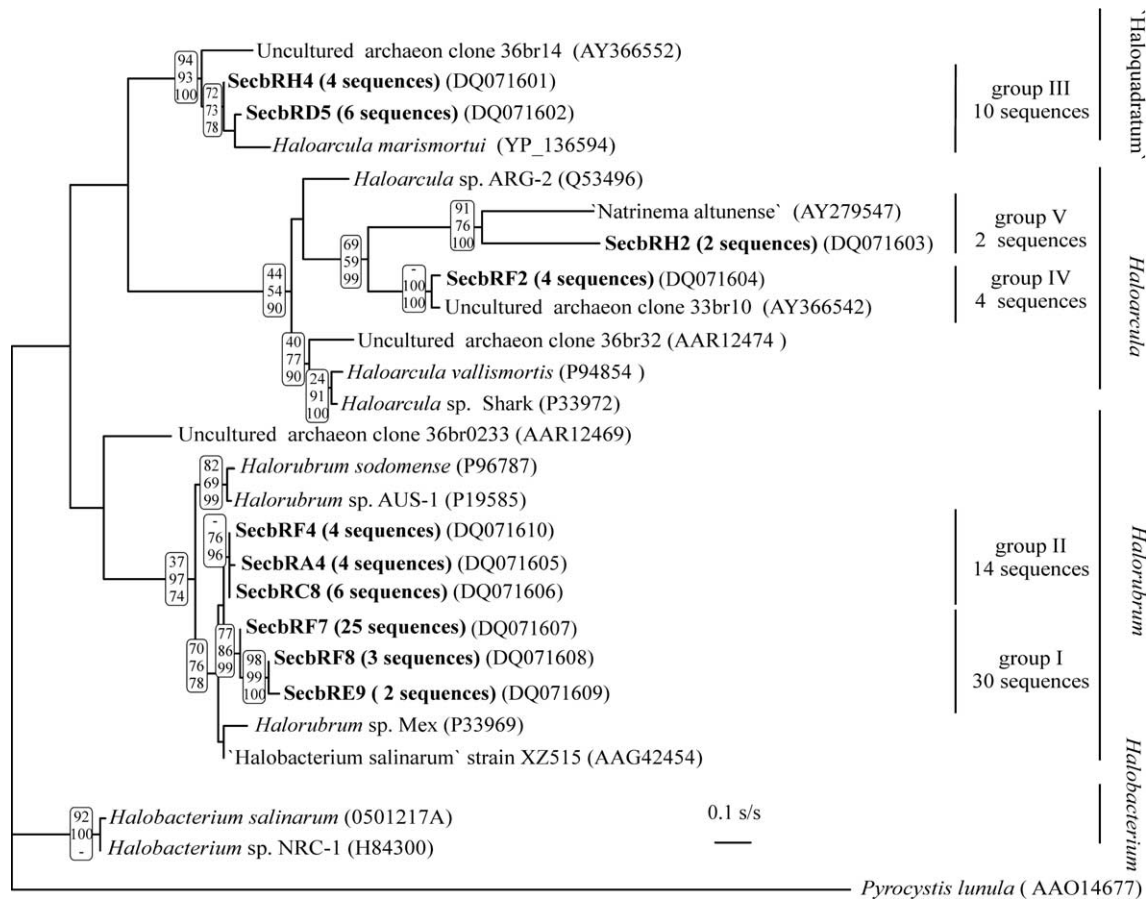 Uncultured archaeon clone 36br14 (AY366552)
94
93
100
SecbRH4 (4 sequences) (DQ071601)
72
73
78
SecbRD5 (6 sequences) (DQ071602)
Haloarcula marismortui (YP_136594)
group III
10 sequences
`Haloquadratum`
Haloarcula sp. ARG-2 (Q53496)
`Natrinema altunense` (AY279547)
91
76
100
SecbRH2 (2 sequences) (DQ071603)
group V
2 sequences
69
59
99
SecbRF2 (4 sequences) (DQ071604)
-
100
100
Uncultured archaeon clone 33br10 (AY366542)
group IV
4 sequences
44
54
90
Uncultured archaeon clone 36br32 (AAR12474 )
40
77
90
Haloarcula vallismortis (P94854 )
24
91
100
Haloarcula sp. Shark (P33972)
Haloarcula
Uncultured archaeon clone 36br0233 (AAR12469)
82
69
99
Halorubrum sodomense (P96787)
Halorubrum sp. AUS-1 (P19585)
-
76
96
SecbRF4 (4 sequences) (DQ071610)
SecbRA4 (4 sequences) (DQ071605)
SecbRC8 (6 sequences) (DQ071606)
group II
14 sequences
37
97
74
SecbRF7 (25 sequences) (DQ071607)
77
86
99
SecbRF8 (3 sequences) (DQ071608)
98
99
100
SecbRE9 ( 2 sequences) (DQ071609)
group I
30 sequences
70
76
78
Halorubrum sp. Mex (P33969)
`Halobacterium salinarum` strain XZ515 (AAG42454)
Halorubrum
92
100
-
Halobacterium salinarum (0501217A)
Halobacterium sp. NRC-1 (H84300)
Halobacterium
0.1 s/s
Pyrocystis lunula ( AAO14677)